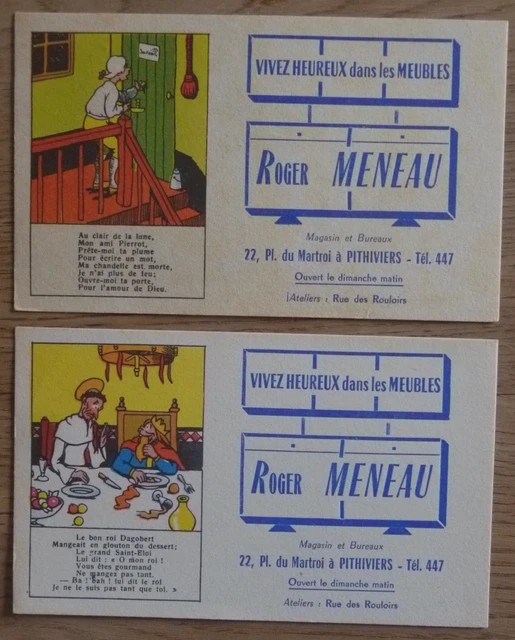 Au clair de la lune,
Mon ami Pierrot,
Prête-moi ta plume
Pour écrire un mot,
Ma chandelle est morte,
Je n'ai plus de feu;
Ouvre-moi ta porte,
Pour l'amour de Dieu.
VIVEZ HEUREUX dans les MEUBLES
ROGER MENEAU
Magasin et Bureaux
22, Pl. du Martroi à PITHIVIERS - Tél. 447
Ouvert le dimanche matin
Ateliers : Rue des Rouloirs
Le bon roi Dagobert
Mangeait en glouton du dessert;
Le grand Saint-Eloi
Lui dit : « O mon roi !
Vous êtes gourmand
Ne mangez pas tant.
— Ba ! bah ! lui dit le roi
Je ne le suis pas tant que toi. »
VIVEZ HEUREUX dans les MEUBLES
ROGER MENEAU
Magasin et Bureaux
22, Pl. du Martroi à PITHIVIERS - Tél. 447
Ouvert le dimanche matin
Ateliers : Rue des Rouloirs